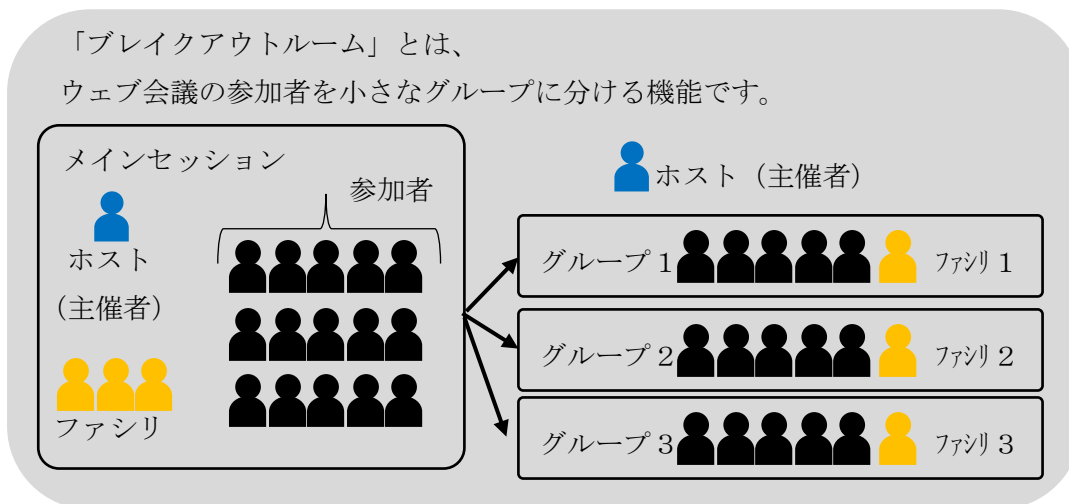 「ブレイクアウトルーム」とは、
ウェブ会議の参加者を小さなグループに分ける機能です。
メインセッション
参加者
ホスト
(主催者)
ファシリ
ホスト(主催者)
グループ1
ファシリ1
グループ2
ファシリ2
グループ3
ファシリ3